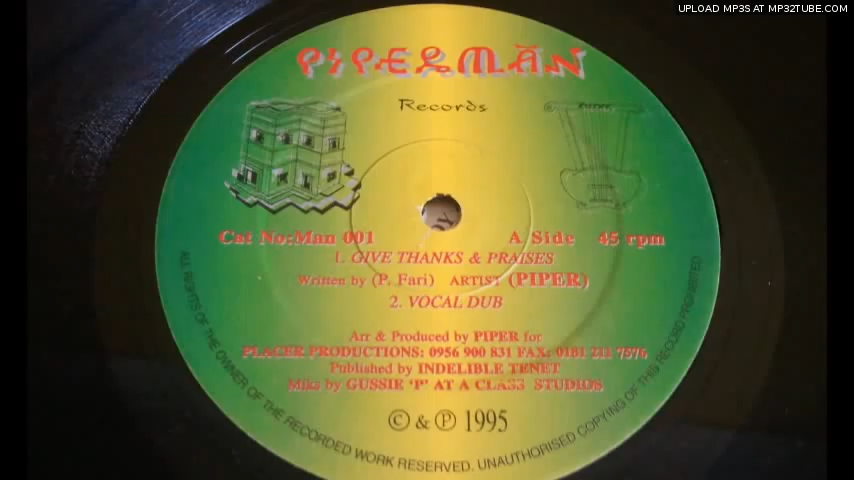 UPLOAD MP3S AT MP32TUBE.COM
PIPERMAN
Records
Cat No:Man 001 A Side 45 rpm
1. GIVE THANKS & PRAISES
Written by (P. Fari) ARTIST (PIPER)
2. VOCAL DUB
Arr & Produced by PIPER for
PLACER PRODUCTIONS: 0956 900 831 FAX: 0181 211 7576
Published by INDELIBLE TENET
Miks by GUSSIE 'P' AT A CLASS STUDIOS
© & ℗ 1995
ALL RIGHTS OF THE OWNER OF THE RECORDED WORK RESERVED. UNAUTHORISED COPYING OF THIS RECORD PROHIBITED